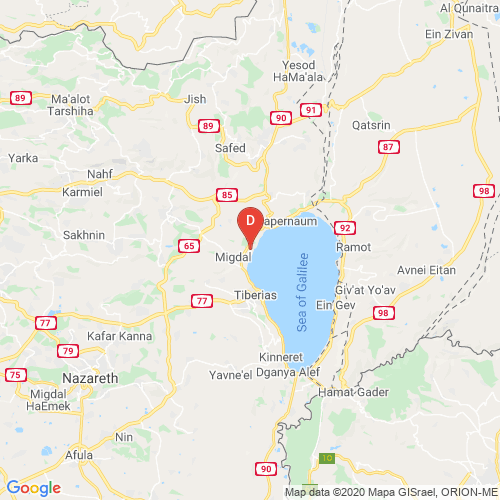 Al Qunaitra
Ein Zivan
98
Yesod
HaMa'ala
89
Ma'alot
Tarshiha
Jish
91
90
89
Qatsrin
Safed
87
Yarka
Nahf
Karmiel
85
98
apernaum
D
92
Sakhnin
65
Ramot
Migdal
Avnei Eitan
Giv'at Yo'av
Tiberias
77
Sea of Galilee
Ein Gev
98
77
Kafar Kanna
79
Kinneret
75
Nazareth
Yavne'el
Dganya Alef
Migdal
HaEmek
Hamat Gader
Nin
Afula
10
90
Google
Map data ©2020 Mapa GISrael, ORION-ME